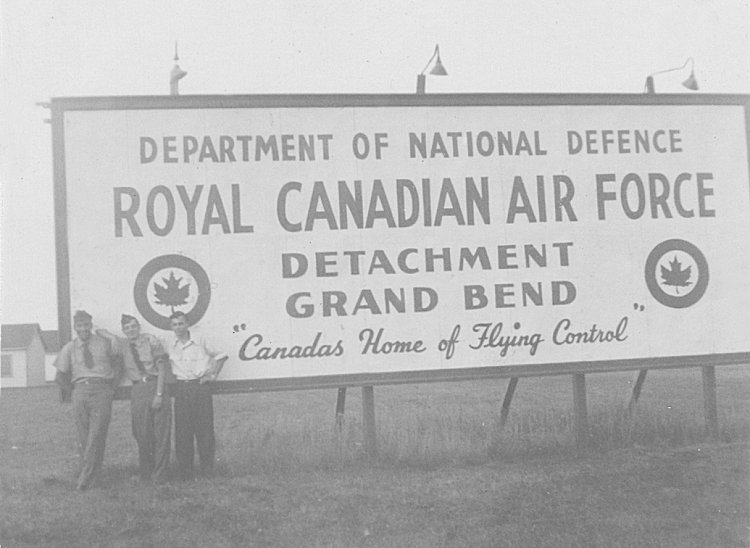 DEPARTMENT OF NATIONAL DEFENCE
ROYAL CANADIAN AIR FORCE
DETACHMENT
GRAND BEND
"Canadas Home of Flying Control"